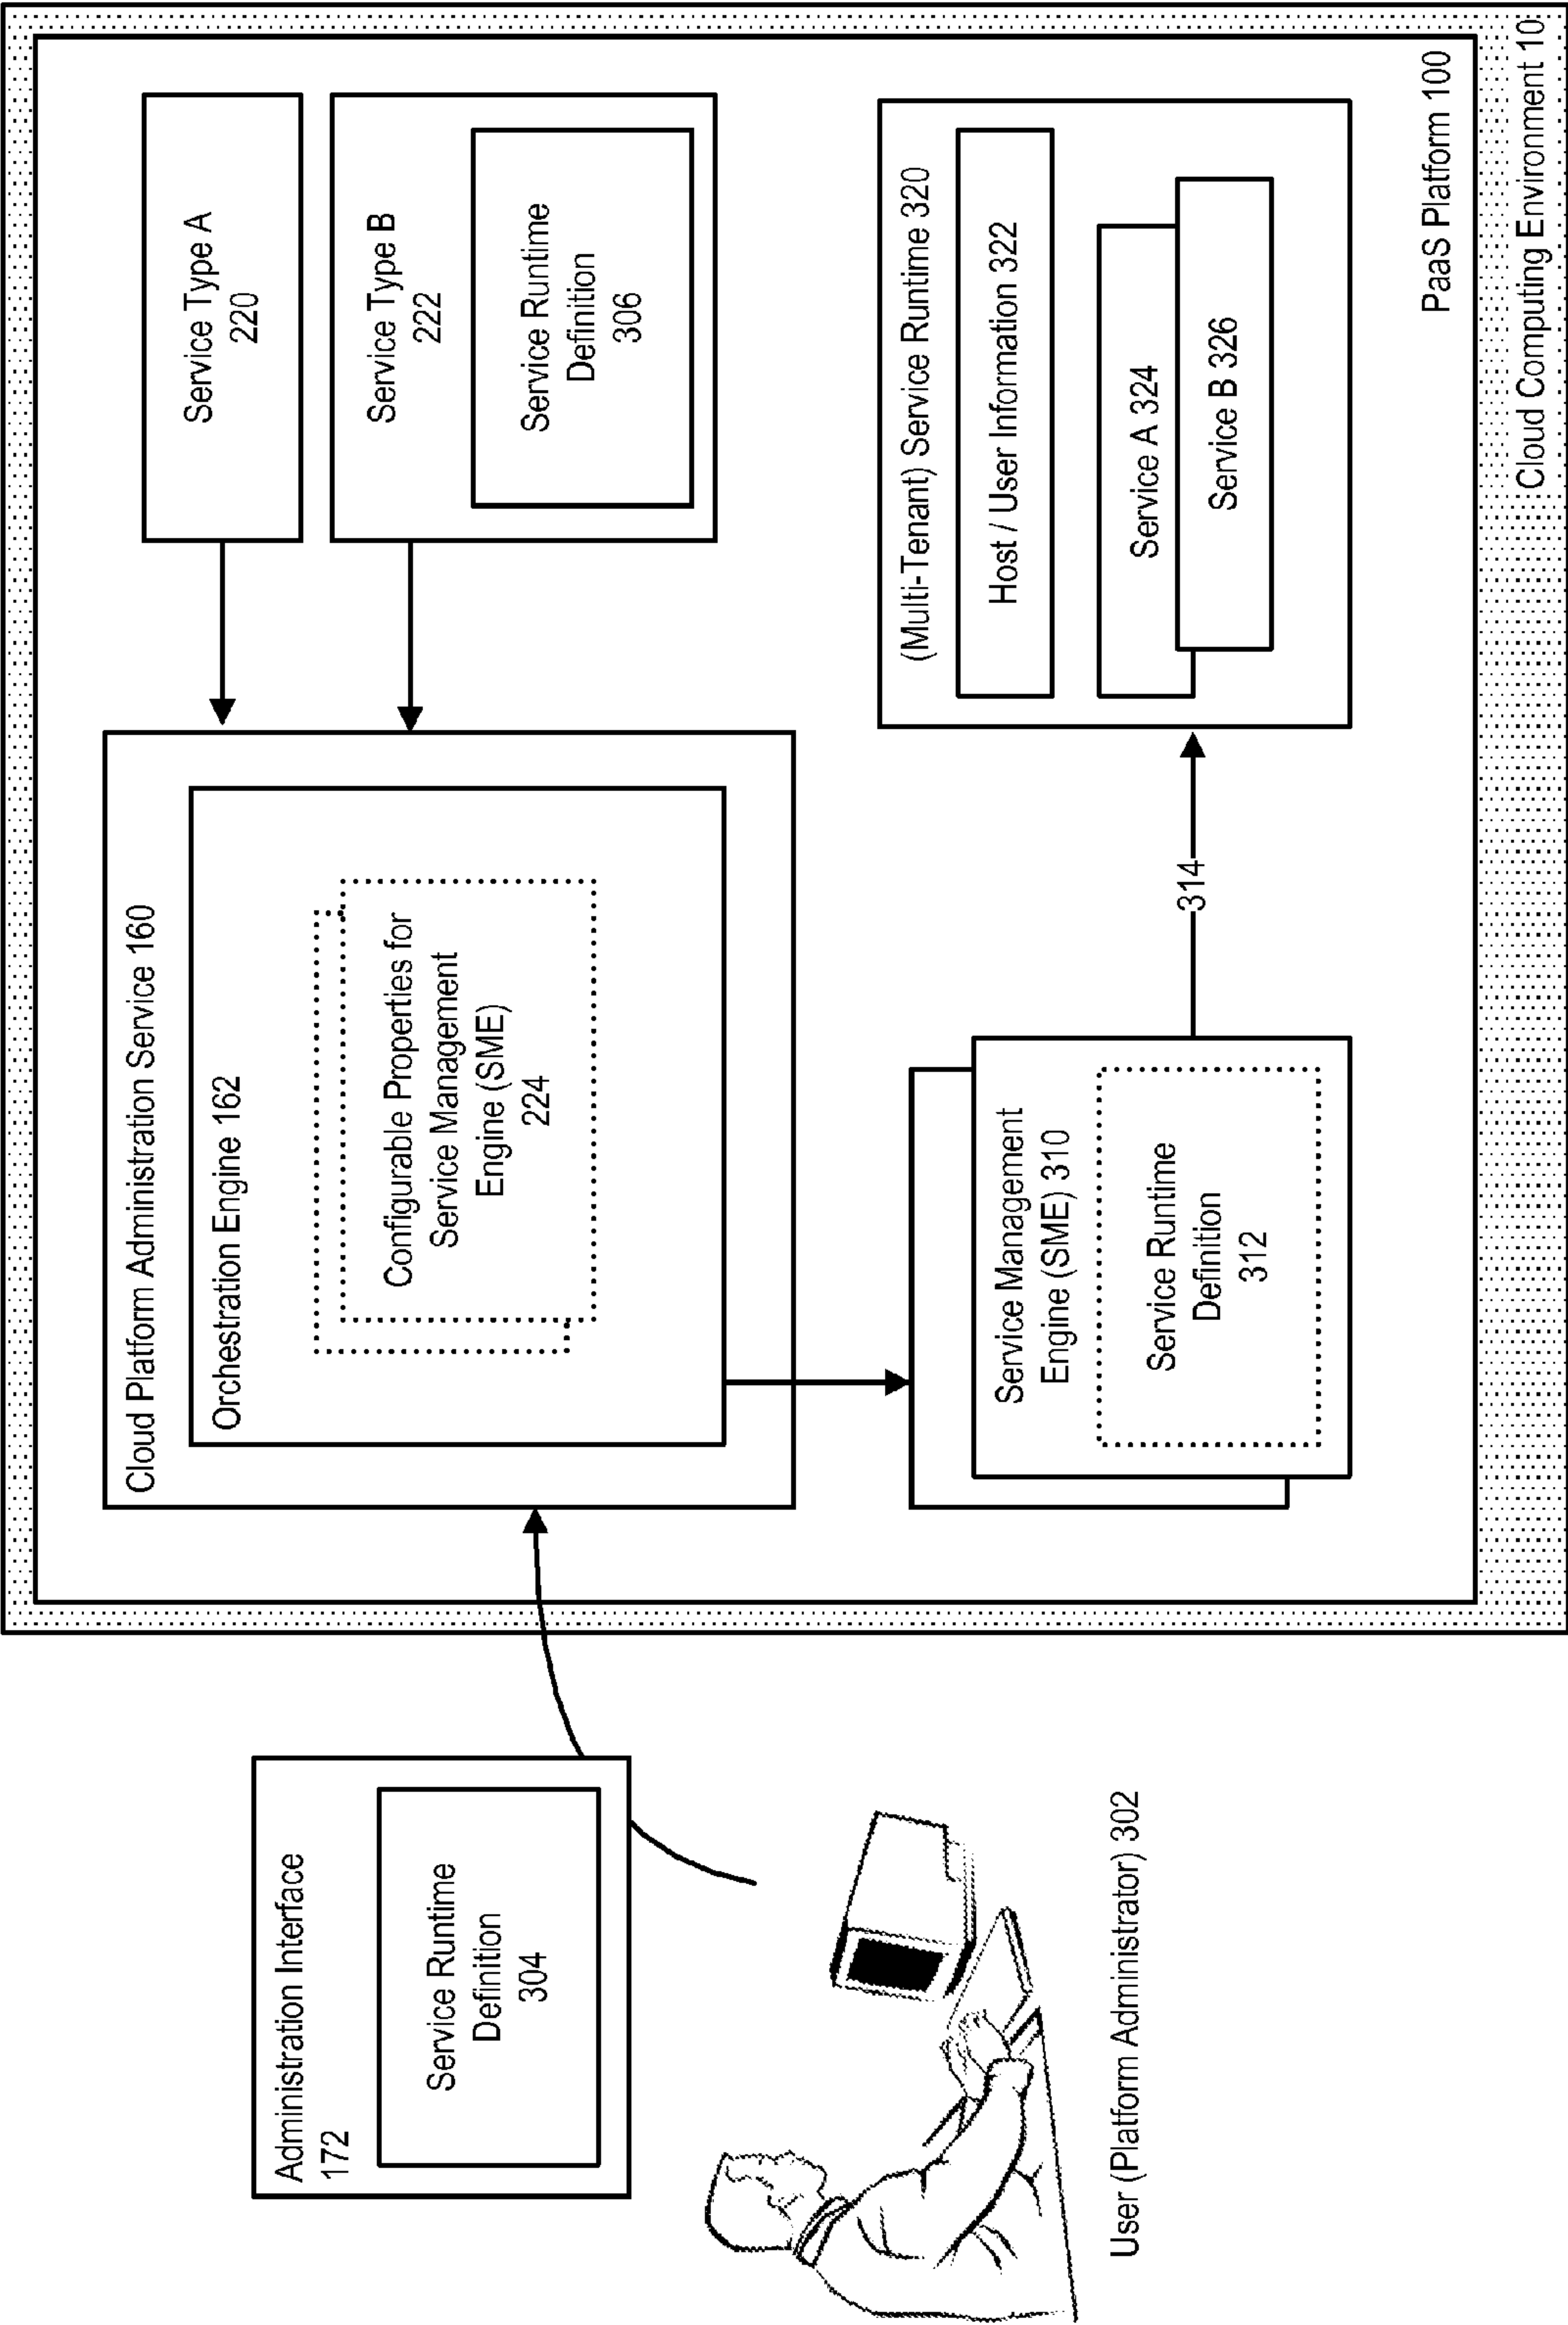 Administration Interface
172
Service Runtime
Definition
304
User (Platform Administrator) 302
Cloud Platform Administration Service 160
Orchestration Engine 162
Configurable Properties for
Service Management
Engine (SME)
224
Service Type A
220
Service Type B
222
Service Runtime
Definition
306
Service Management
Engine (SME) 310
Service Runtime
Definition
312
314
(Multi-Tenant) Service Runtime 320
Host / User Information 322
Service A 324
Service B 326
PaaS Platform 100
Cloud Computing Environment 10